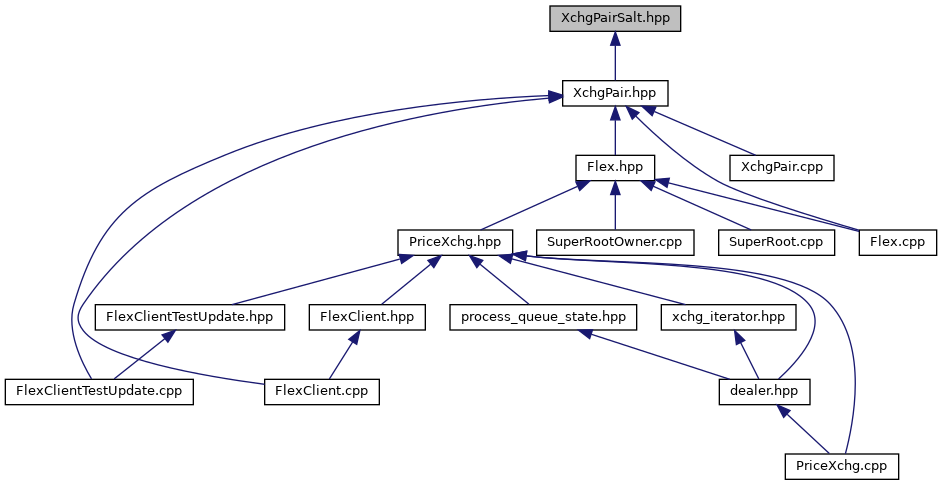 XchgPairSalt.hpp
XchgPair.hpp
Flex.hpp
XchgPair.cpp
PriceXchg.hpp
SuperRootOwner.cpp
SuperRoot.cpp
Flex.cpp
FlexClientTestUpdate.hpp
FlexClient.hpp
process_queue_state.hpp
xchg_iterator.hpp
FlexClientTestUpdate.cpp
FlexClient.cpp
dealer.hpp
PriceXchg.cpp